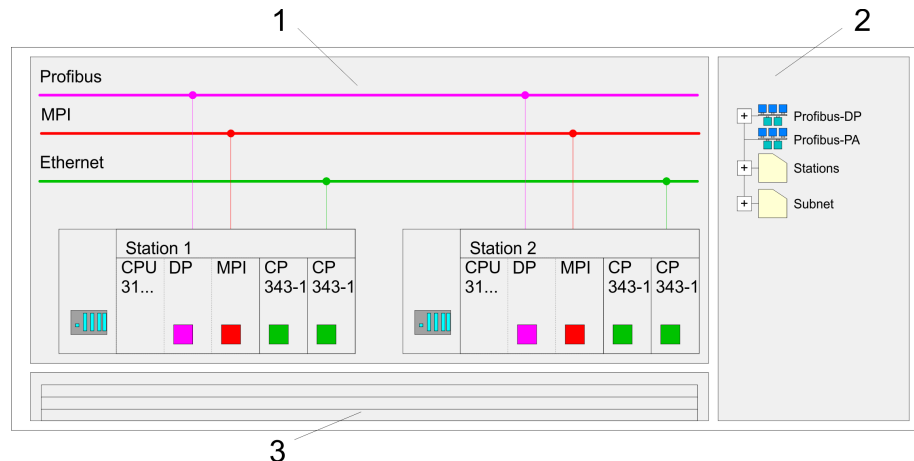 1
2
Profibus
MPI
Ethernet
Profibus-DP
Profibus-PA
Stations
Subnet
Station 1
CPU 31...
DP
MPI
CP 343-1
CP 343-1
Station 2
CPU 31...
DP
MPI
CP 343-1
CP 343-1
3